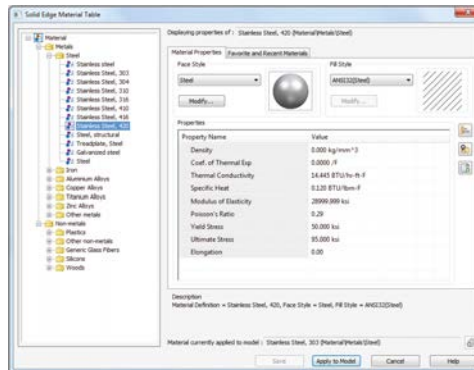 Solid Edge Material Table
Material
Metals
Steel
Stainless steel
Stainless Steel, 303
Stainless Steel, 304
Stainless Steel, 310
Stainless Steel, 316
Stainless Steel, 410
Stainless Steel, 416
Stainless Steel, 420
Steel, structural
Treadplate, Steel
Galvanized steel
Steel
Iron
Aluminium Alloys
Copper Alloys
Titanium Alloys
Zinc Alloys
Other metals
Non-metals
Plastics
Other non-metals
Generic Glass Fibers
Silicons
Woods
Displaying properties of : Stainless Steel, 420 (Material\Metals\Steel)
Material Properties
Favorite and Recent Materials
Face Style
Fill Style
Steel
ANSI32(Steel)
Modify...
Modify...
Properties
Property Name Value
Density 0.000 kg/mm^3
Coef. of Thermal Exp 0.0000 /F
Thermal Conductivity 14.445 BTU/hr-ft-F
Specific Heat 0.120 BTU/lbm-F
Modulus of Elasticity 28999.999 ksi
Poisson's Ratio 0.29
Yield Stress 50.000 ksi
Ultimate Stress 95.000 ksi
Elongation 0.00
Description
Material Definition = Stainless Steel, 420, Face Style = Steel, Fill Style = ANSI32(Steel)
Material currently applied to model : Stainless Steel, 303 (Material\Metals\Steel)
Save
Apply to Model
Cancel
Help